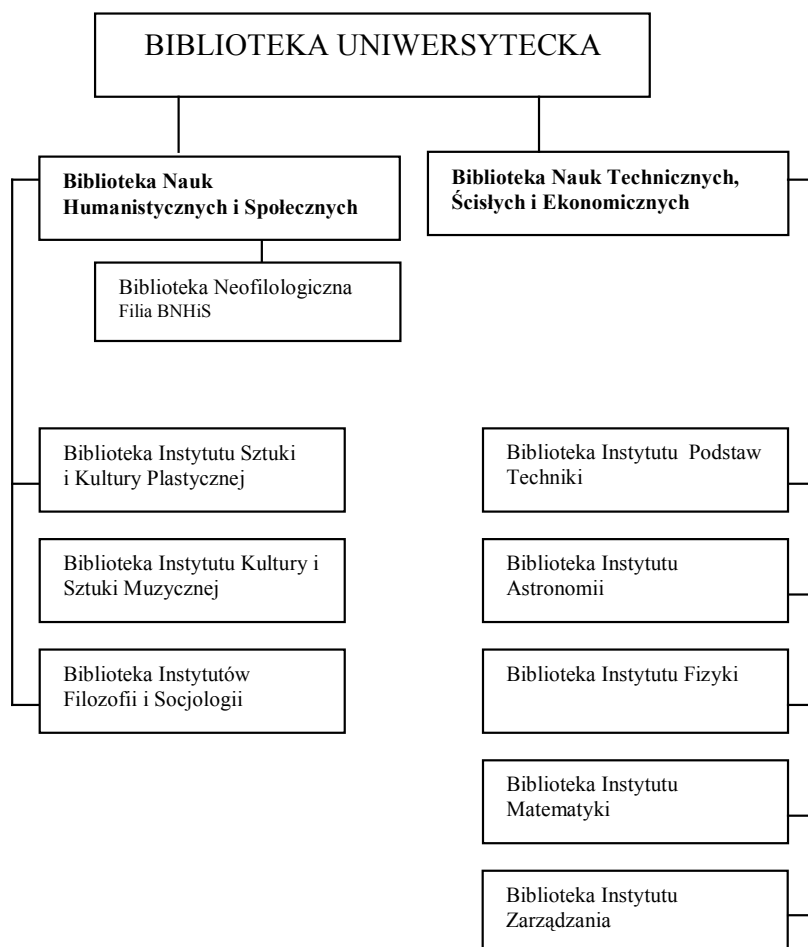 BIBLIOTEKA UNIWERSYTECKA
Biblioteka Nauk
Humanistycznych i Społecznych
Biblioteka Neofilologiczna
Filia BNHiS
Biblioteka Instytutu Sztuki
i Kultury Plastycznej
Biblioteka Instytutu Kultury i
Sztuki Muzycznej
Biblioteka Instytutów
Filozofii i Socjologii
Biblioteka Nauk Technicznych,
Ścisłych i Ekonomicznych
Biblioteka Instytutu Podstaw
Techniki
Biblioteka Instytutu
Astronomii
Biblioteka Instytutu Fizyki
Biblioteka Instytutu
Matematyki
Biblioteka Instytutu
Zarządzania